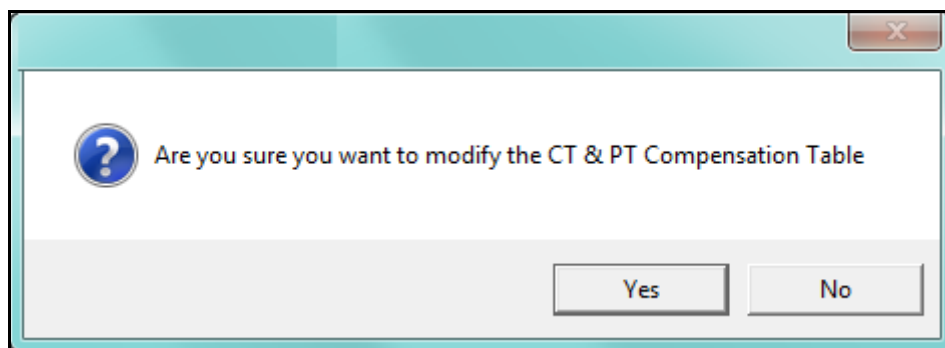 Are you sure you want to modify the CT & PT Compensation Table
Yes No